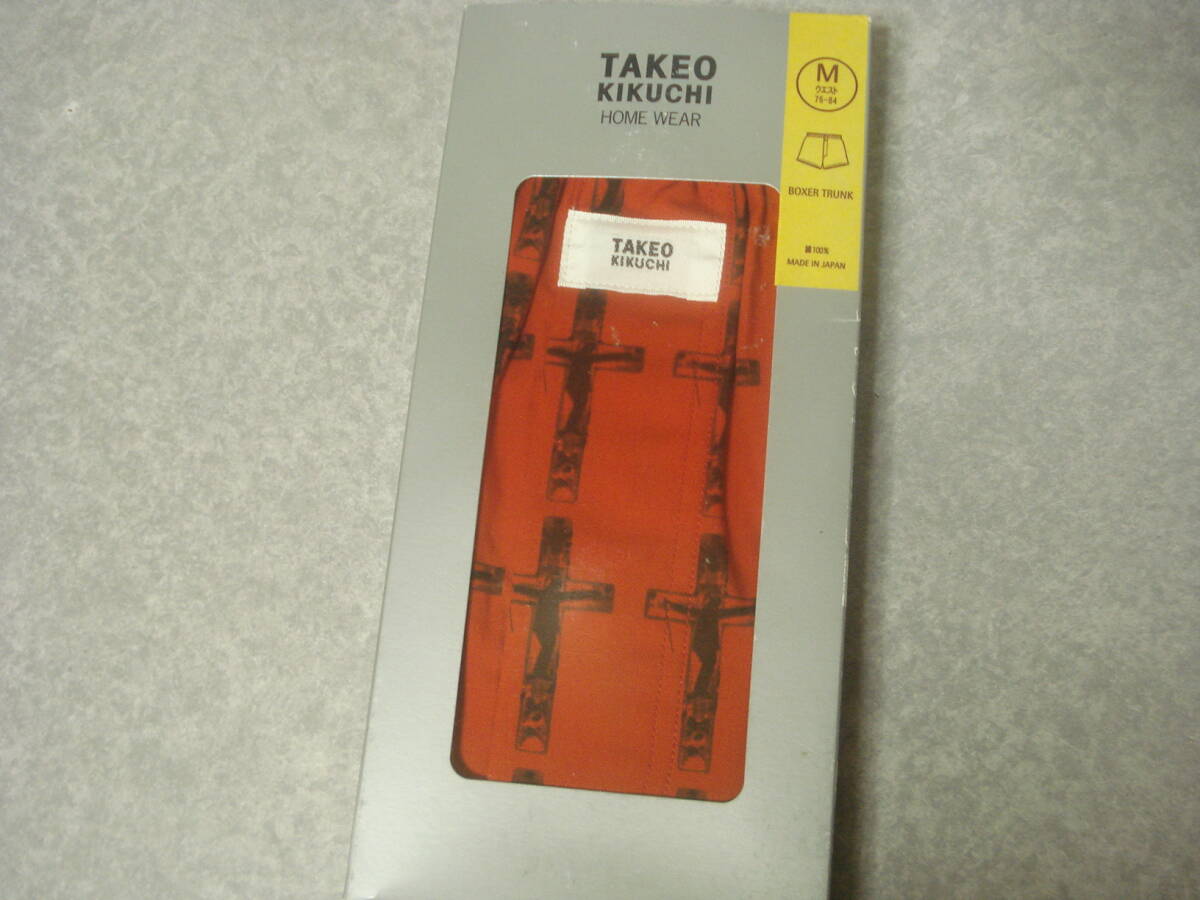 TAKEO
KIKUCHI
HOME WEAR
M
ウエスト
76-84
BOXER TRUNK
綿100%
MADE IN JAPAN
TAKEO
KIKUCHI